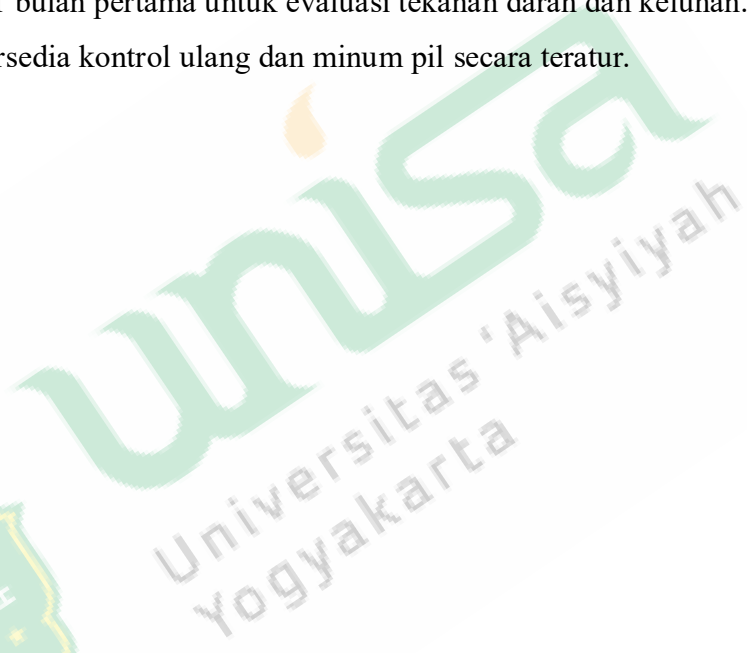 bulan pertama untuk evaluasi tekanan darah dan keluhan.
rsedia kontrol ulang dan minum pil secara teratur.
unisa
Universitas 'Aisyiyah
Yogyakarta